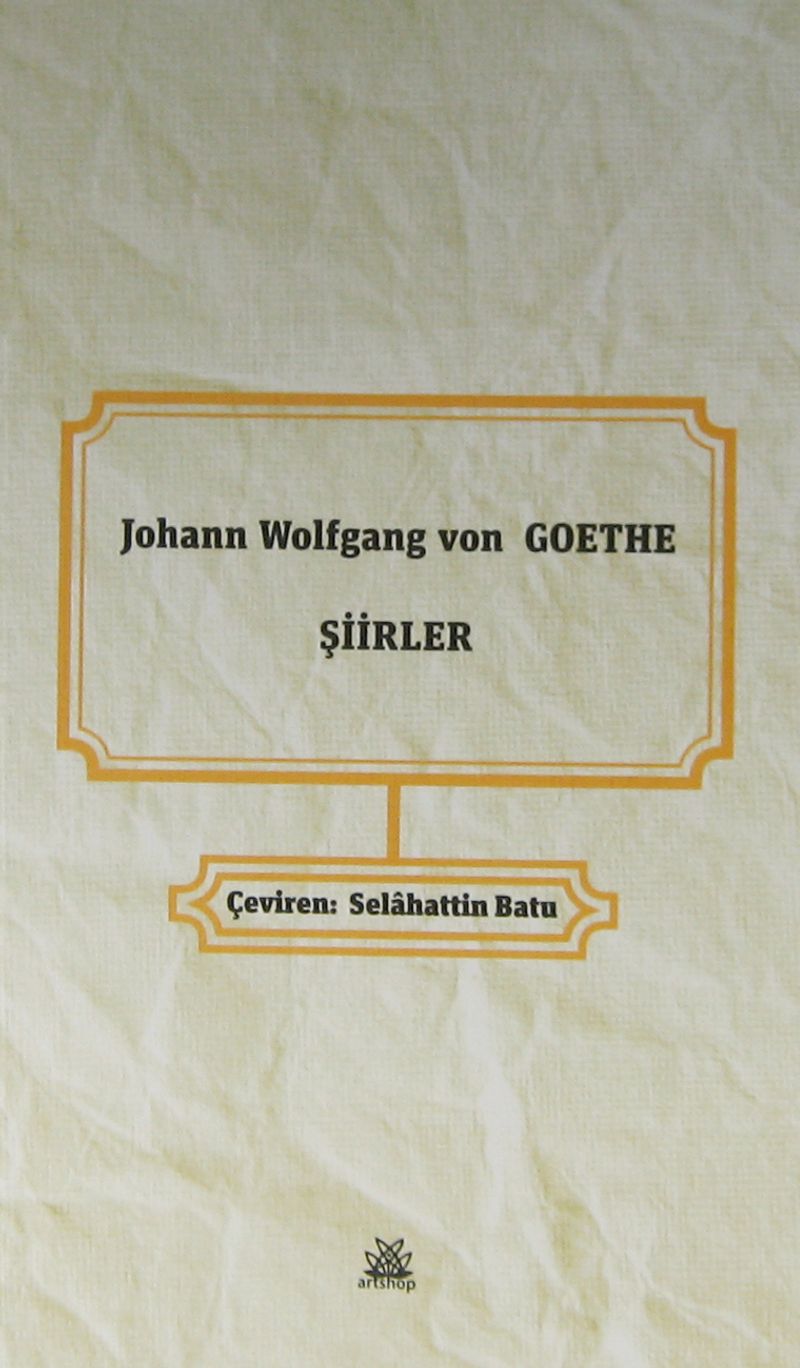 Johann Wolfgang von GOETHE
ŞİİRLER
Çeviren: Selâhattin Batu
artshop